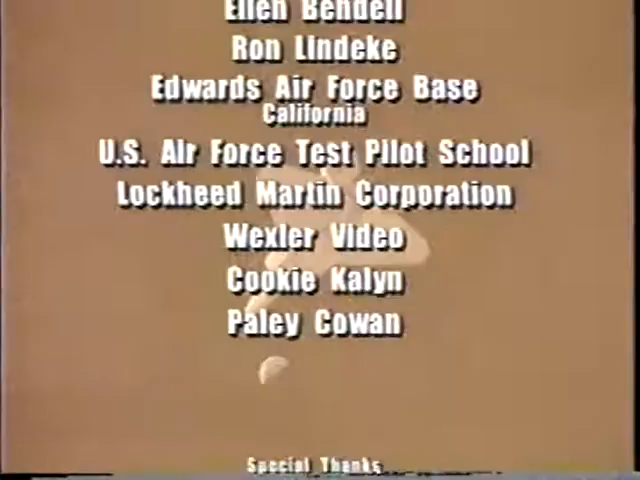 Ellen Bendell
Ron Lindeke
Edwards Air Force Base
California
U.S. Air Force Test Pilot School
Lockheed Martin Corporation
Wexler Video
Cookie Kalyn
Paley Cowan
Special Thanks